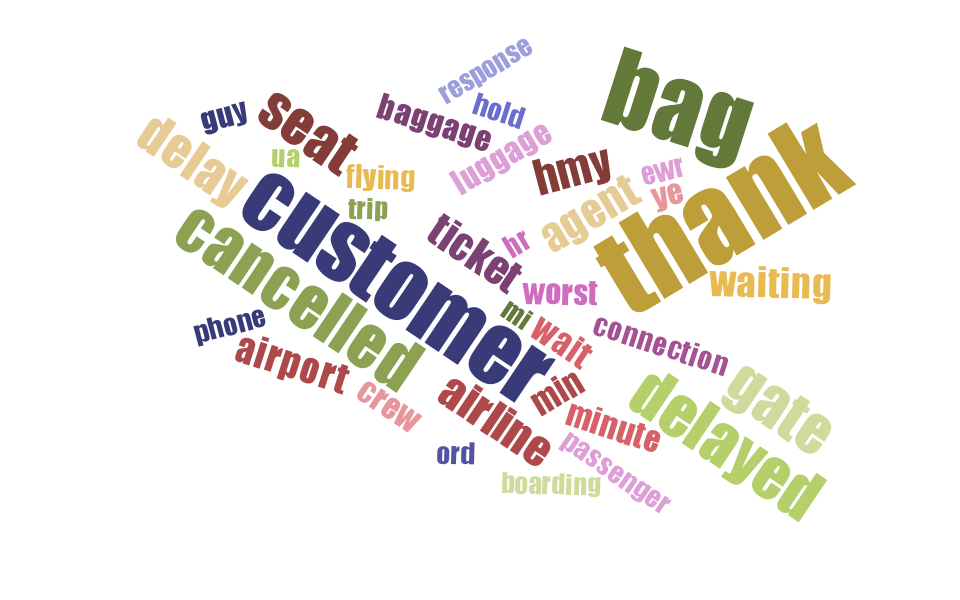 response
bag
hold
baggage
guy
seat
delay
luggage
thank
ua
flying
hmy
ewr
ye
trip
agent
customer
cancelled
ticket
hr
waiting
worst
mi
wait
phone
connection
airport
min
crew
airline
minute
delayed
gate
ord
passenger
boarding